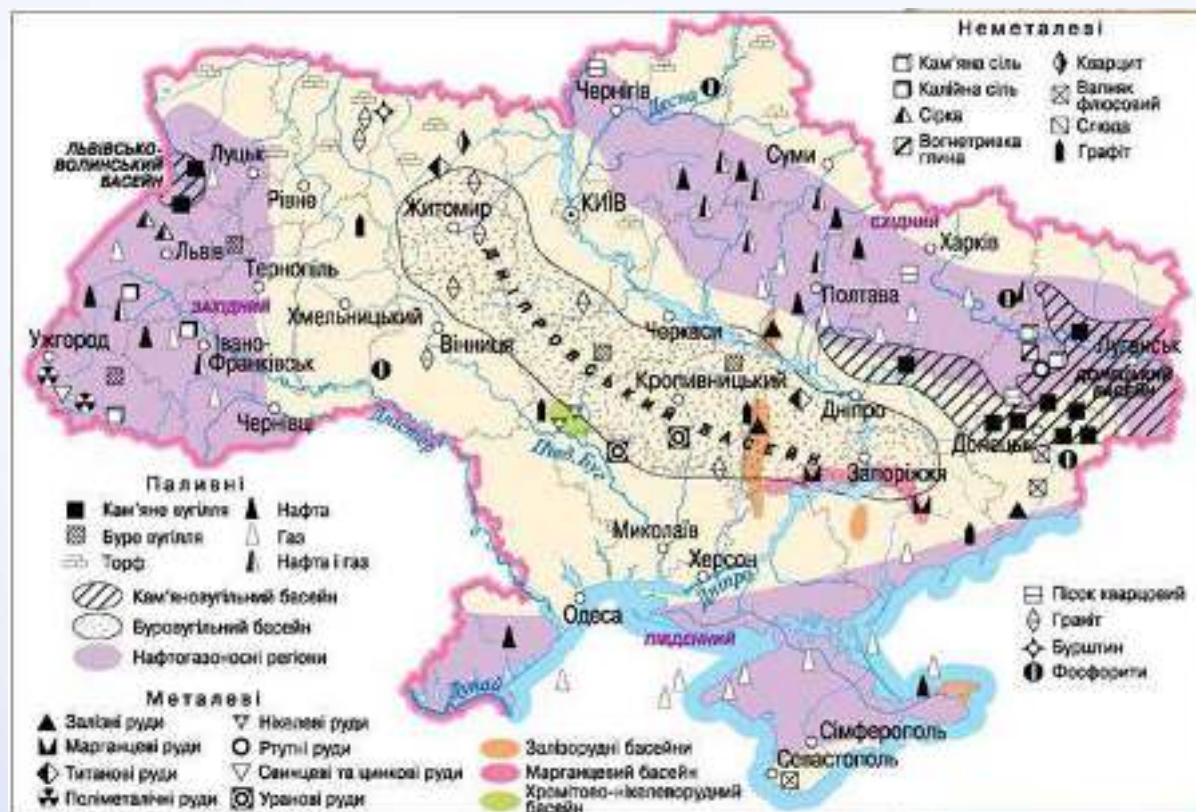 Неметалеві
Кам'яна сіль
Калійна сіль
Сірка
Вогнетривка глина
Кварцит
Вапняк флюсовий
Слюда
Графіт
Чернігів
Десна
ЛЬВІВСЬКО-
ВОЛИНСЬКИЙ
БАСЕЙН
Луцьк
Рівне
Суми
Житомир
КИЇВ
СХІДНИЙ
Харків
Львів
Тернопіль
Полтава
ЗАХІДНИЙ
Хмельницький
Черкаси
Ужгород
Івано-
Франківськ
Вінниця
Луганськ
ДОНЕЦЬКИЙ
БАСЕЙН
ДНІПРОВСЬКИЙ БАСЕЙН
Кропивницький
Дніпро
Чернівці
Дністер
Донецьк
Півд. Буг
Запоріжжя
Паливні
Кам'яне вугілля
Нафта
Буре вугілля
Газ
Торф
Нафта і газ
Миколаїв
Херсон
Дніпро
Кам'яновугільний басейн
Одеса
Буровугільний басейн
ПІВДЕННИЙ
Нафтогазоносні регіони
Дунай
Пісок кварцовий
Граніт
Бурштин
Фосфорити
Металеві
Залізні руди
Нікелеві руди
Марганцеві руди
Ртутні руди
Титанові руди
Свинцеві та цинкові руди
Поліметалічні руди
Уранові руди
Залізорудні басейни
Марганцевий басейн
Хромітово-нікелеворудний
басейн
Сімферополь
Севастополь